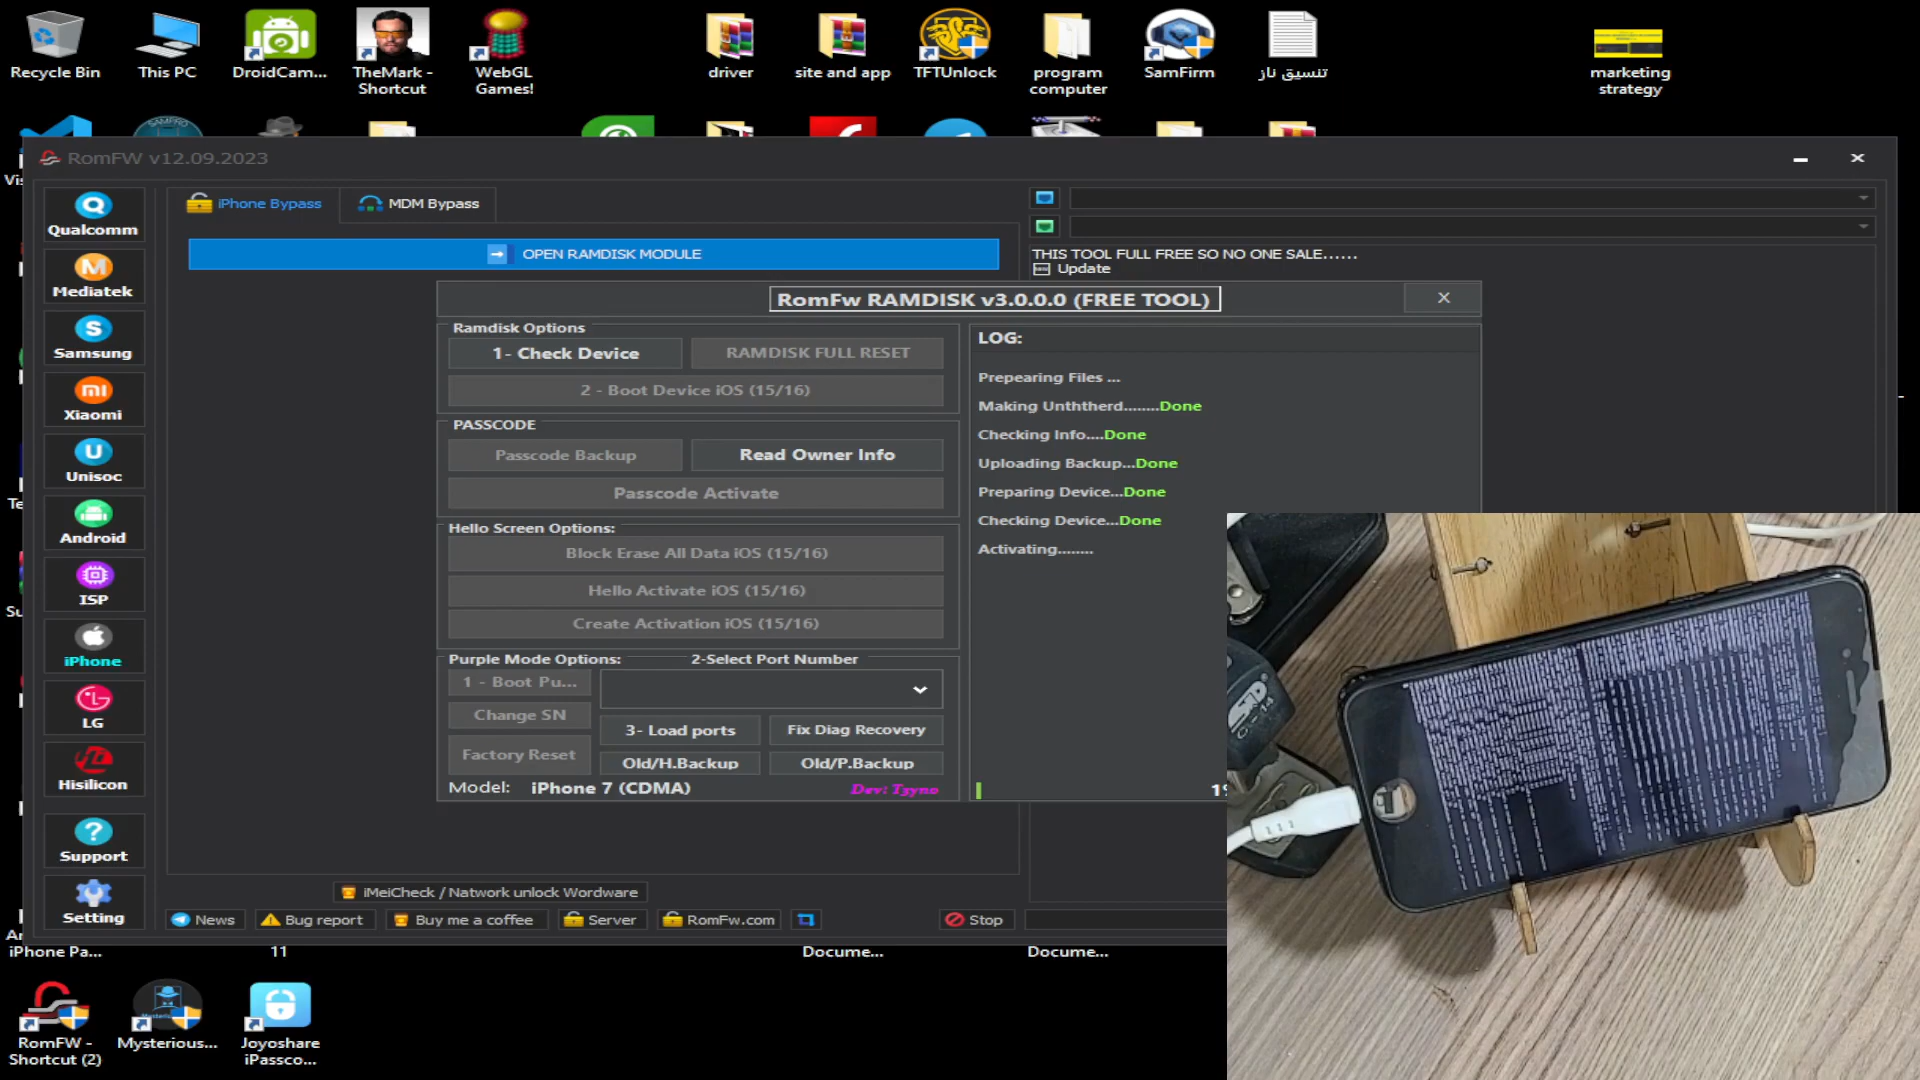 Recycle Bin
This PC
DroidCam...
TheMark - Shortcut
WebGL Games!
driver
site and app
TFTUnlock
program computer
SamFirm
تنسيق ناز
marketing strategy
RomFW v12.09.2023
Qualcomm
Mediatek
Samsung
Xiaomi
Unisoc
Android
ISP
iPhone
LG
Hisilicon
Support
Setting
iPhone Bypass
MDM Bypass
OPEN RAMDISK MODULE
THIS TOOL FULL FREE SO NO ONE SALE......
Update
RomFw RAMDISK v3.0.0.0 (FREE TOOL)
Ramdisk Options
1- Check Device
RAMDISK FULL RESET
2 - Boot Device iOS (15/16)
PASSCODE
Passcode Backup
Read Owner Info
Passcode Activate
Hello Screen Options:
Block Erase All Data iOS (15/16)
Hello Activate iOS (15/16)
Create Activation iOS (15/16)
Purple Mode Options:
2-Select Port Number
1 - Boot Pu...
Change SN
3- Load ports
Fix Diag Recovery
Factory Reset
Old/H.Backup
Old/P.Backup
Model: iPhone 7 (CDMA)
Dev: Tyyno
LOG:
Prepearing Files ...
Making Unththerd........Done
Checking Info....Done
Uploading Backup...Done
Preparing Device...Done
Checking Device...Done
Activating........
iMeiCheck / Natwork unlock Wordware
News
Bug report
Buy me a coffee
Server
RomFw.com
Stop
iPhone Pa...
11
Docume...
Docume...
RomFW - Shortcut (2)
Mysterious...
Joyoshare iPassco...